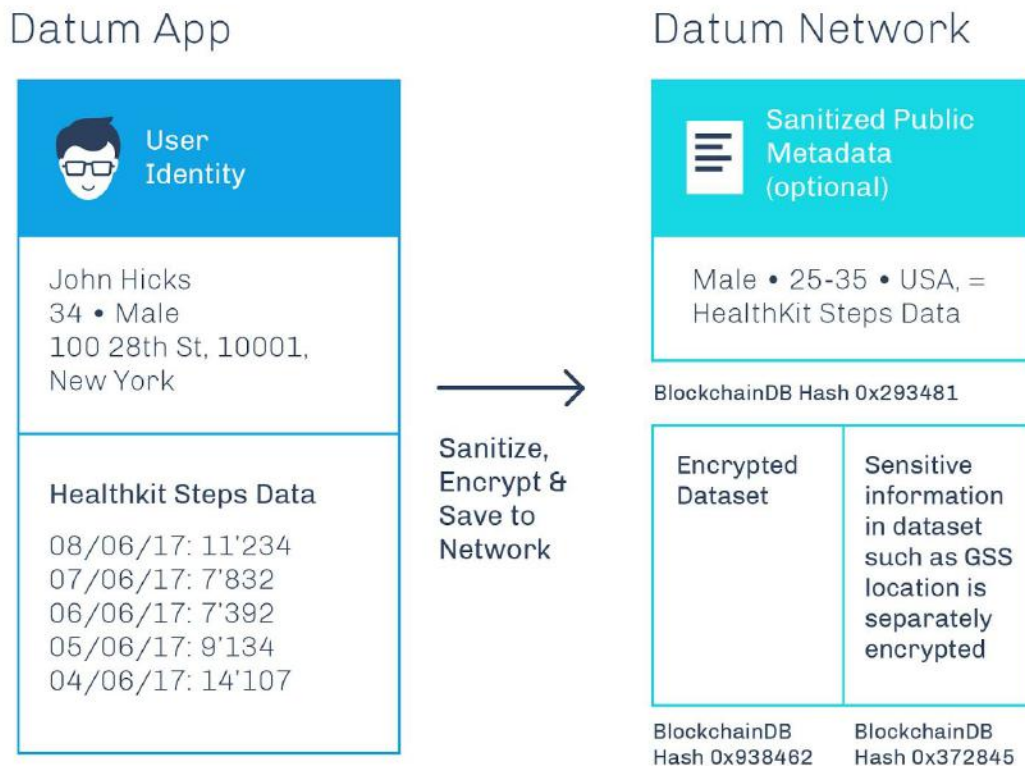 Datum App
User
Identity
John Hicks
34 • Male
100 28th St, 10001,
New York
Healthkit Steps Data
08/06/17: 11'234
07/06/17: 7'832
06/06/17: 7'392
05/06/17: 9'134
04/06/17: 14'107
Sanitize,
Encrypt &
Save to
Network
Datum Network
Sanitized Public
Metadata
(optional)
Male • 25-35 • USA, =
HealthKit Steps Data
BlockchainDB Hash 0x293481
Encrypted
Dataset
BlockchainDB
Hash 0x938462
Sensitive
information
in dataset
such as GSS
location is
separately
encrypted
BlockchainDB
Hash 0x372845